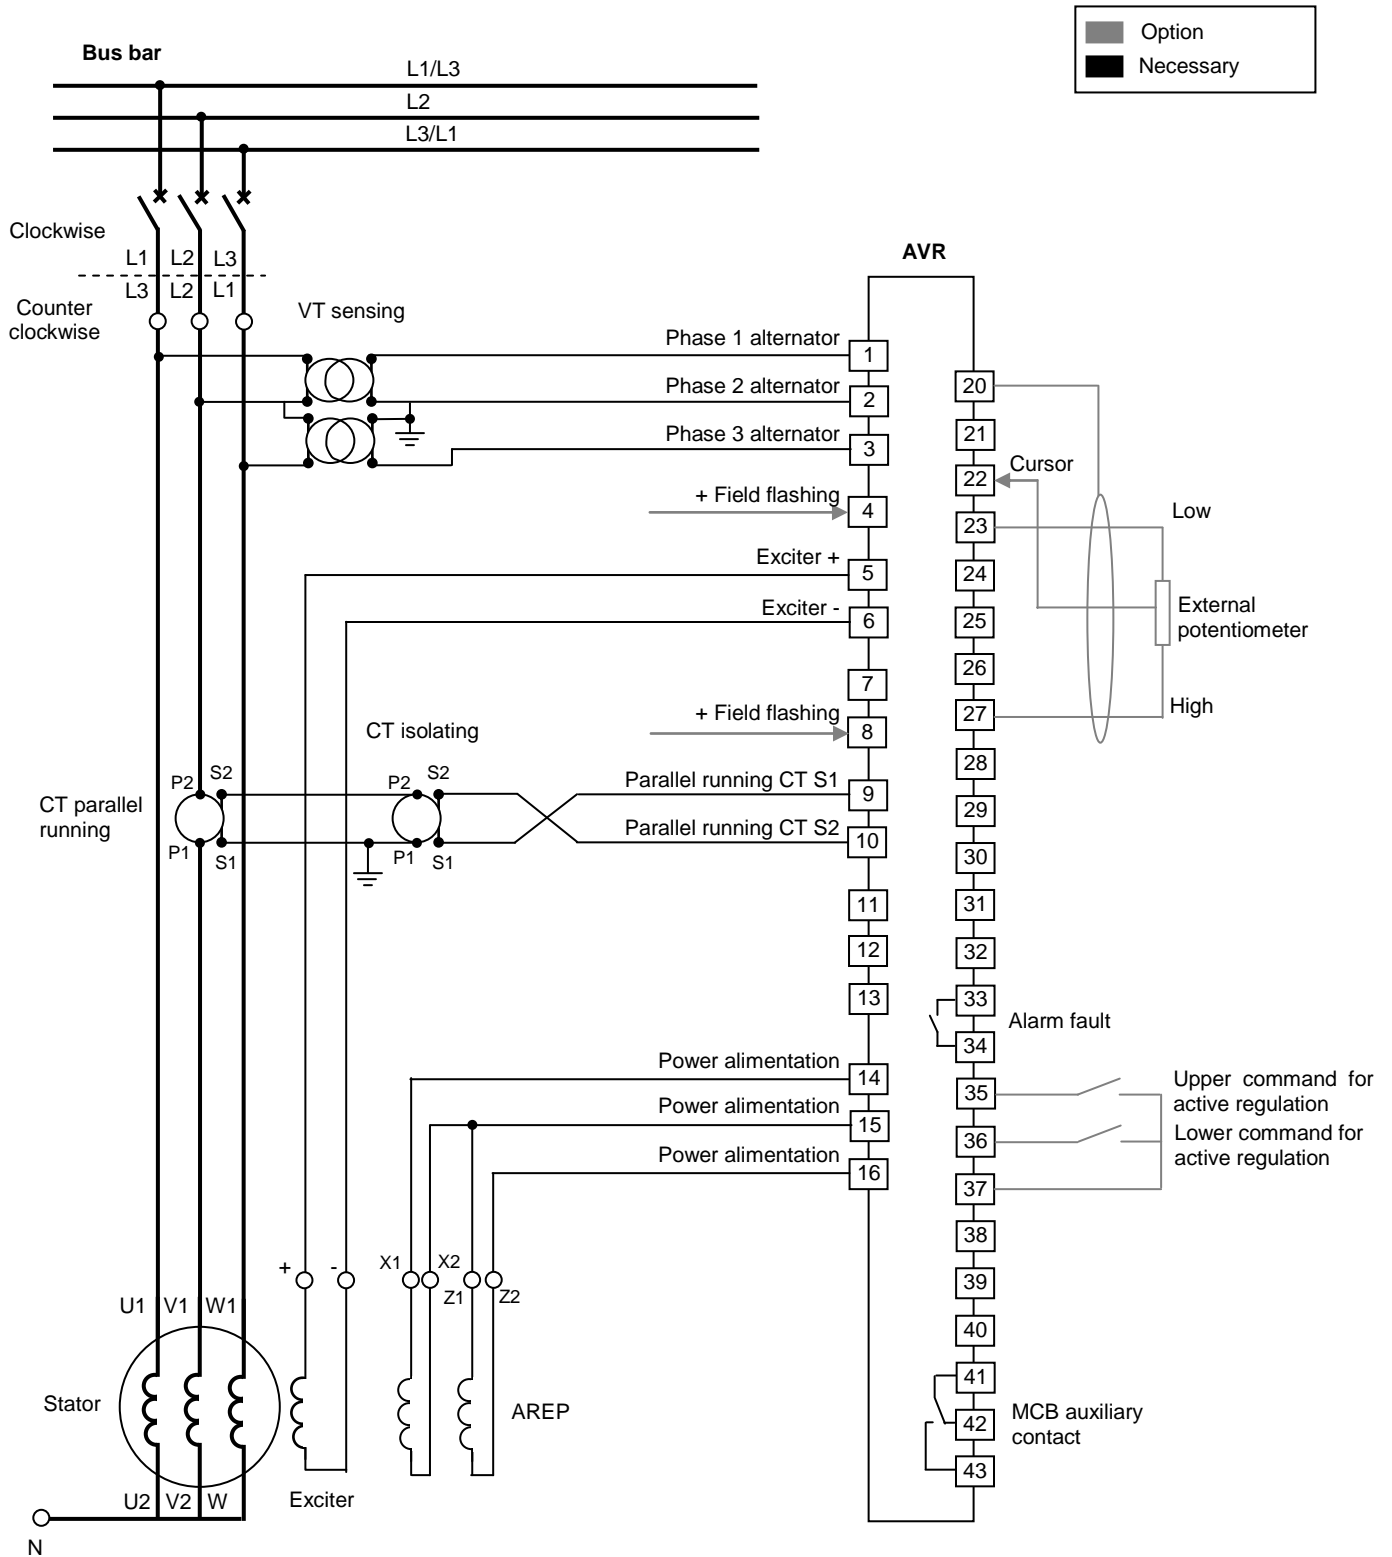 Option
Necessary
Bus bar
L1/L3
L2
L3/L1
Clockwise
L1 L2 L3
L3 L2 L1
Counter
clockwise
VT sensing
AVR
Phase 1 alternator
1
Phase 2 alternator
2
Phase 3 alternator
3
+ Field flashing
4
Exciter +
5
Exciter -
6
7
+ Field flashing
8
CT isolating
Parallel running CT S1
9
Parallel running CT S2
10
CT parallel
running
P2 S2
P1 S1
P2 S2
P1 S1
11
12
13
Power alimentation
14
Power alimentation
15
Power alimentation
16
20
21
22
Cursor
23
Low
24
External
potentiometer
25
26
27
High
28
29
30
31
32
33
Alarm fault
34
35
Upper command for
active regulation
36
Lower command for
active regulation
37
38
39
40
41
42
MCB auxiliary
contact
43
+ -
X1 X2
Z1 Z2
U1 V1 W1
Stator
AREP
Exciter
U2 V2 W
N